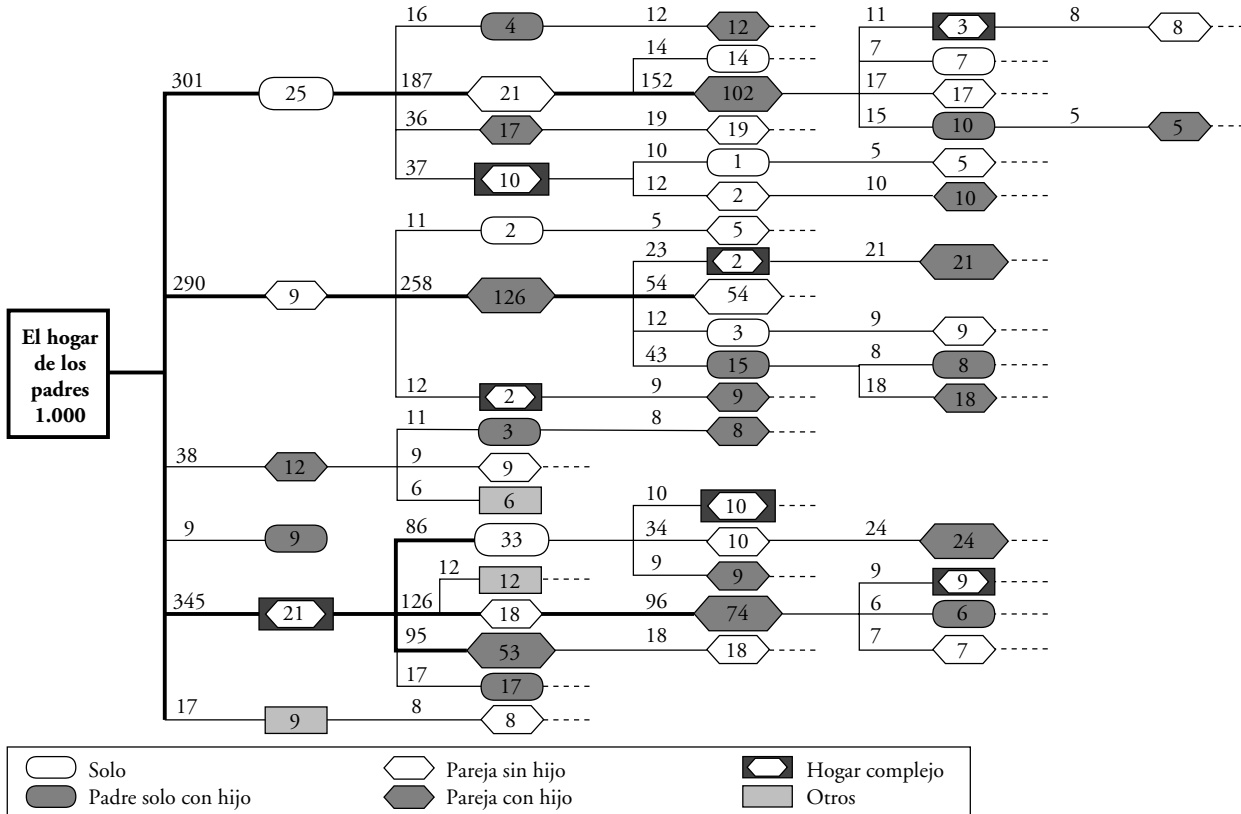 16 4 12 12 11 3 8 8
14 14 7 7
301 25 187 21 152 102 17 17
36 17 19 19 15 10 5 5
37 10 10 1 5 5
12 2 10 10
11 2 5 5
23 2 21 21
290 9 258 126 54 54
12 3 9 9
43 15 8 8
12 2 9 9 18 18
El hogar
de los
padres
1.000
11 3 8 8
38 12 9 9
6 6
10 10
9 9 86 33 34 10 24 24
12 12 9 9
9 9
345 21 126 18 96 74 6 6
95 53 18 18 7 7
17 17
17 9 8 8
Solo Pareja sin hijo Hogar complejo
Padre solo con hijo Pareja con hijo Otros